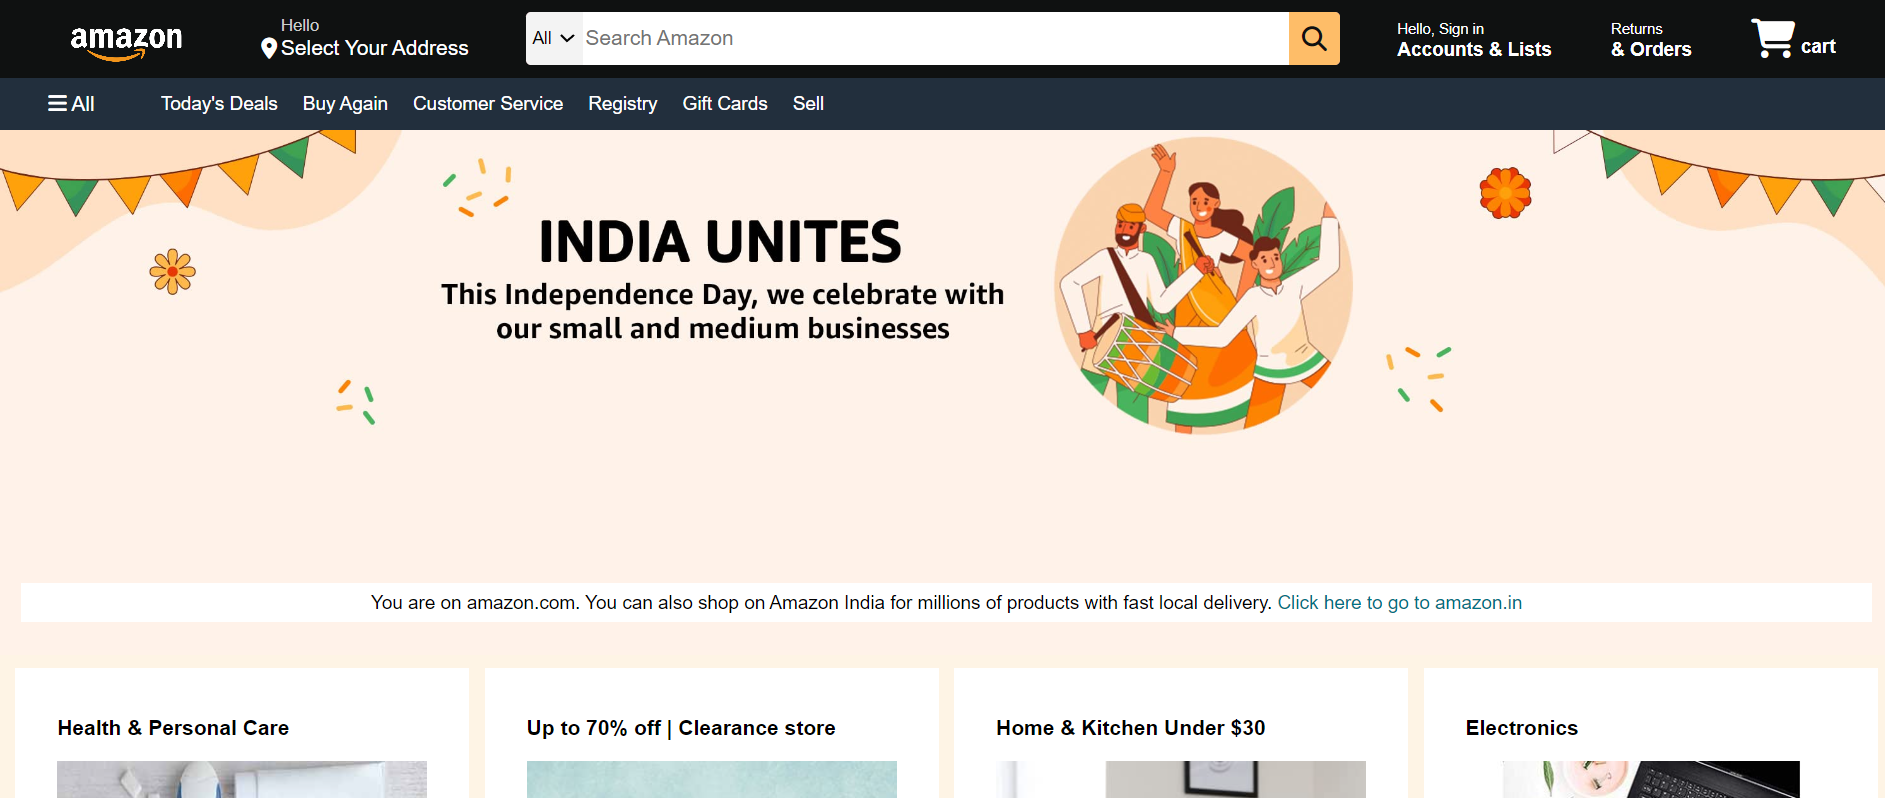 amazon
Hello
Select Your Address
All
Search Amazon
Hello, Sign in
Accounts & Lists
Returns
& Orders
cart
All
Today's Deals
Buy Again
Customer Service
Registry
Gift Cards
Sell
INDIA UNITES
This Independence Day, we celebrate with
our small and medium businesses
You are on amazon.com. You can also shop on Amazon India for millions of products with fast local delivery. Click here to go to amazon.in
Health & Personal Care
Up to 70% off | Clearance store
Home & Kitchen Under $30
Electronics